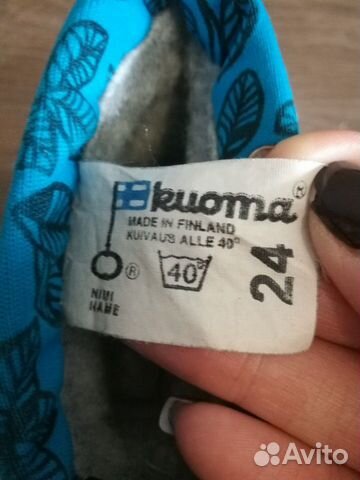 kuoma®
MADE IN FINLAND
KUIVAUS ALLE 40°
® 40° 24
NIMI
NAME
Avito